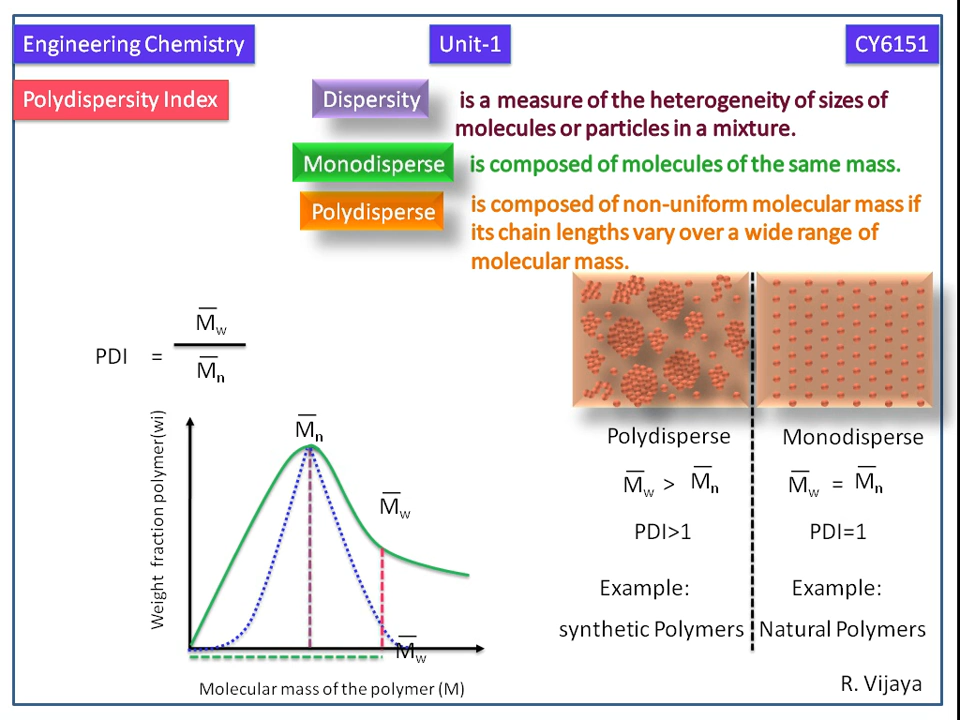 Engineering Chemistry
Unit-1
CY6151
Polydispersity Index
Dispersity
is a measure of the heterogeneity of sizes of
molecules or particles in a mixture.
Monodisperse
is composed of molecules of the same mass.
Polydisperse
is composed of non-uniform molecular mass if
its chain lengths vary over a wide range of
molecular mass.
PDI = M̅w / M̅n
Weight fraction polymer(wi)
M̅n
M̅w
M̅w
Molecular mass of the polymer (M)
Polydisperse
M̅w > M̅n
PDI>1
Example:
synthetic Polymers
Monodisperse
M̅w = M̅n
PDI=1
Example:
Natural Polymers
R. Vijaya